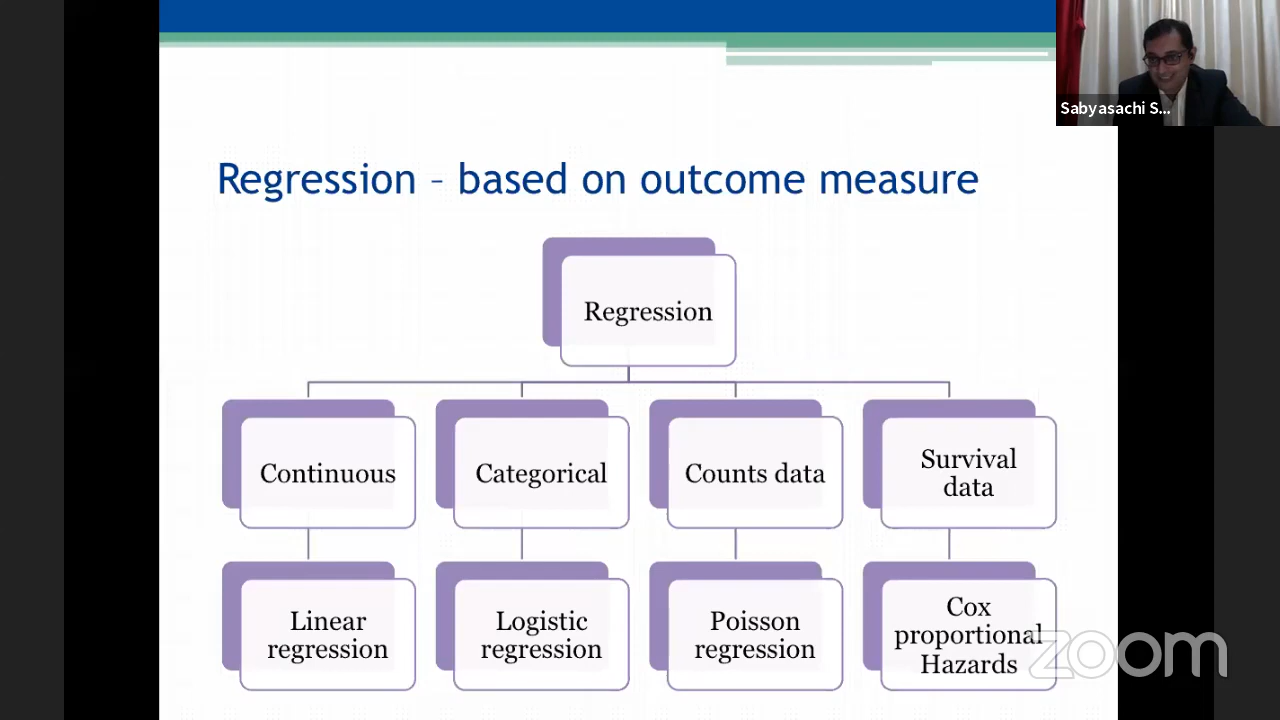 Sabyasachi S...
Regression – based on outcome measure
Regression
Continuous
Categorical
Counts data
Survival
data
Linear
regression
Logistic
regression
Poisson
regression
Cox
proportional
Hazards
zoom